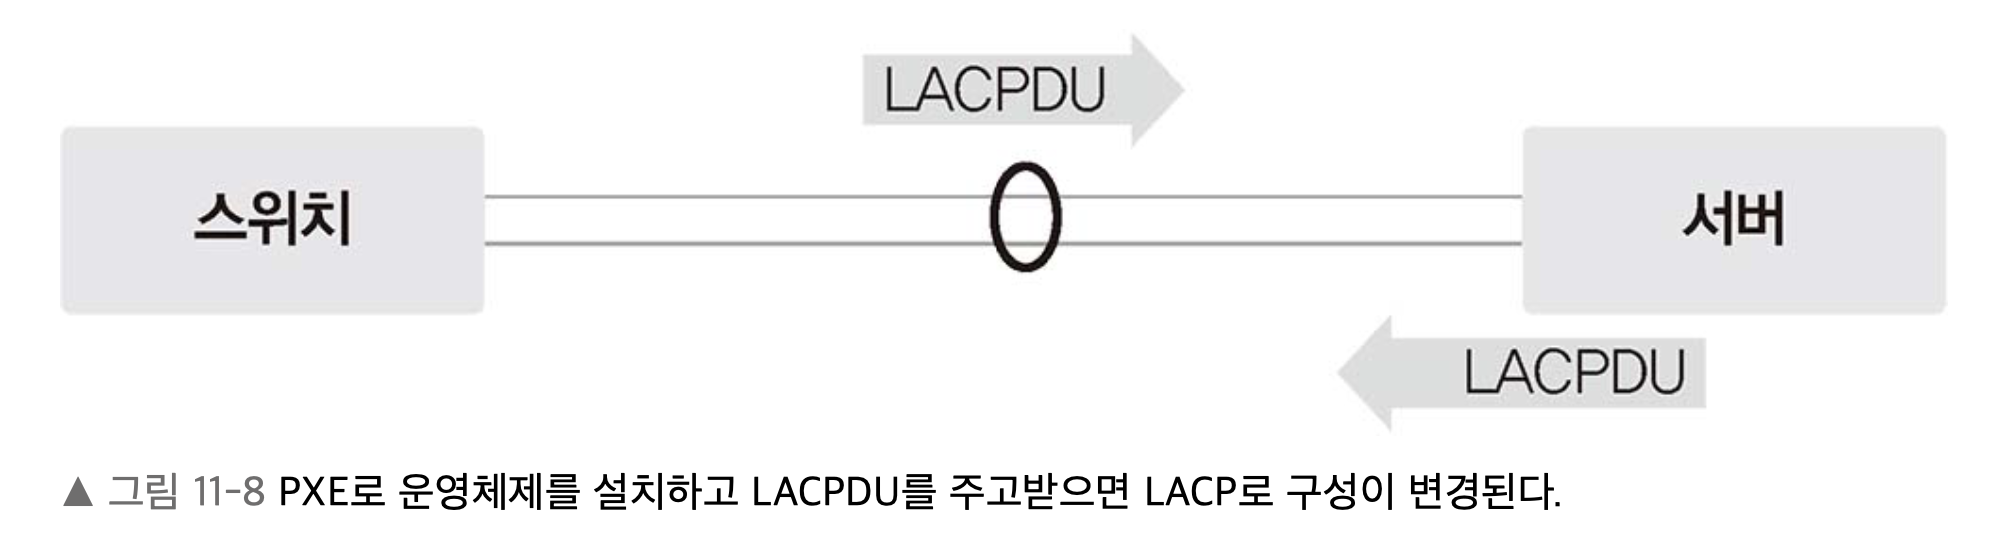 LACPDU
스위치
서버
LACPDU
▲ 그림 11-8 PXE로 운영체제를 설치하고 LACPDU를 주고받으면 LACP로 구성이 변경된다.